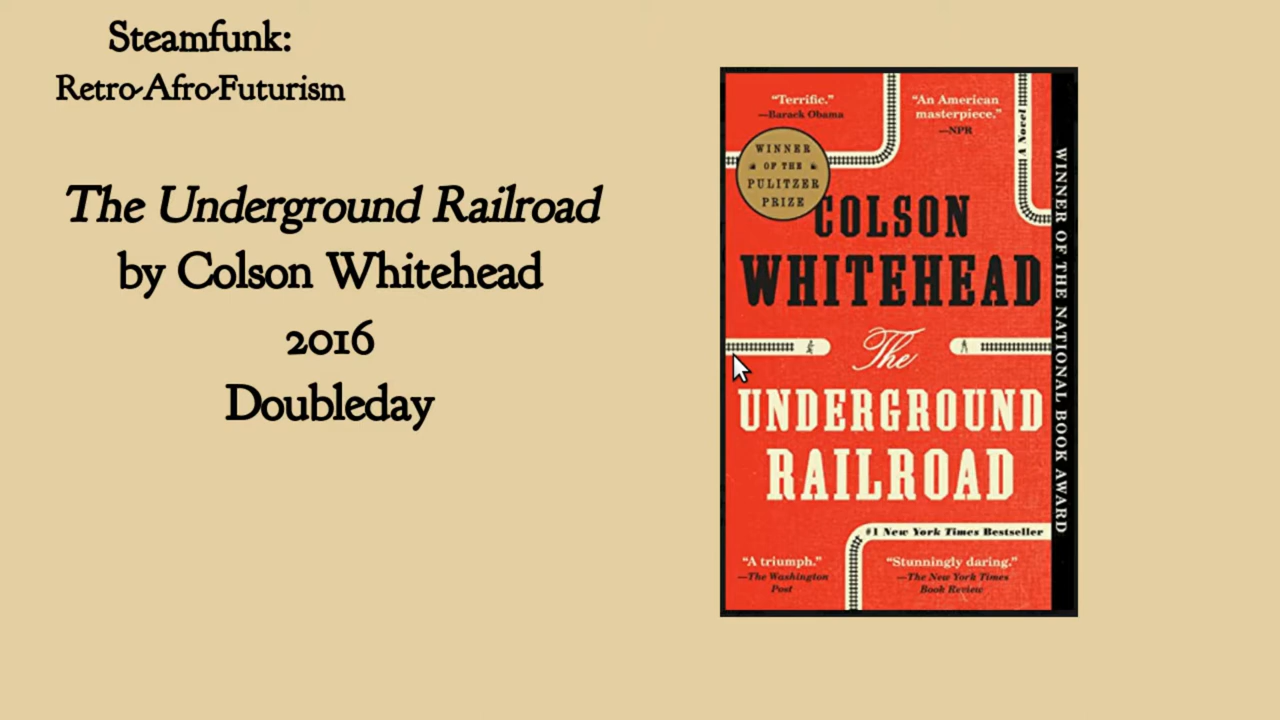 Steamfunk:
Retro-Afro-Futurism
The Underground Railroad
by Colson Whitehead
2016
Doubleday
"Terrific."
—Barack Obama
"An American
masterpiece."
—NPR
A Novel
WINNER
OF THE
PULITZER
PRIZE
COLSON
WHITEHEAD
The
UNDERGROUND
RAILROAD
#1 New York Times Bestseller
"A triumph."
—The Washington
Post
"Stunningly daring."
—The New York Times
Book Review
WINNER OF THE NATIONAL BOOK AWARD